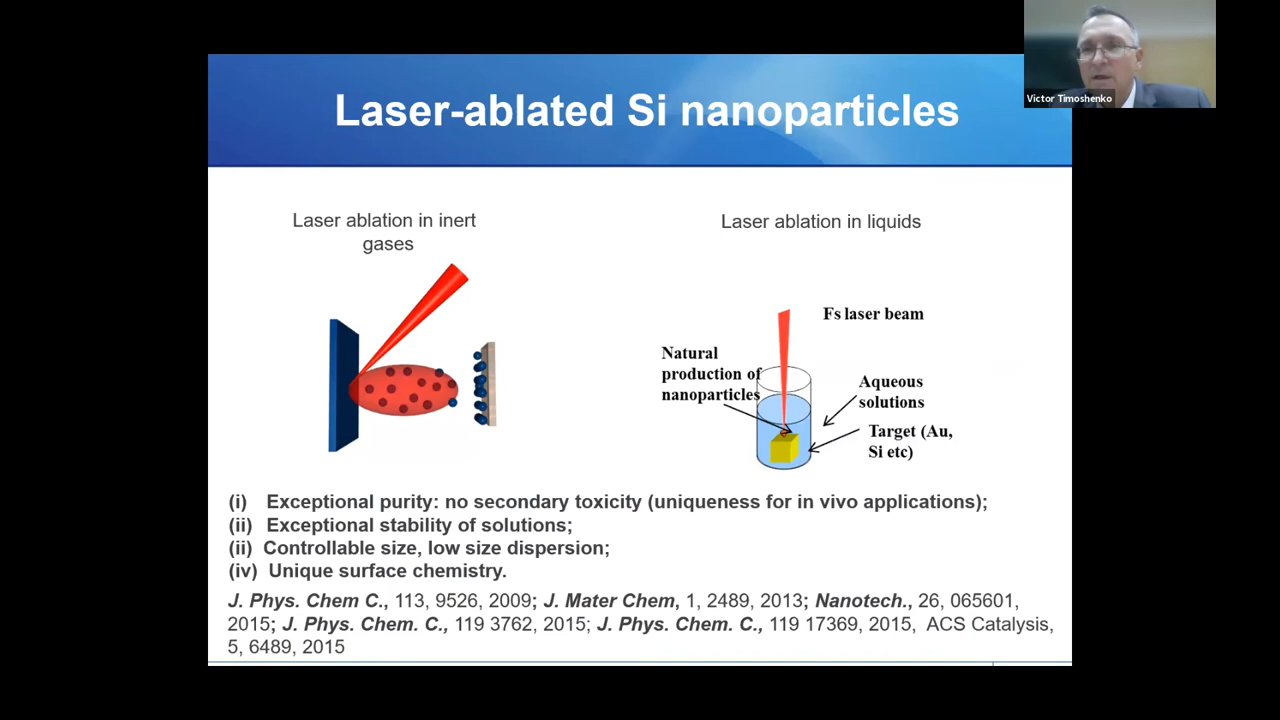 Victor Timoshenko
Laser-ablated Si nanoparticles
Laser ablation in inert
gases
Laser ablation in liquids
Fs laser beam
Natural
production of
nanoparticles
Aqueous
solutions
Target (Au,
Si etc)
(i) Exceptional purity: no secondary toxicity (uniqueness for in vivo applications);
(ii) Exceptional stability of solutions;
(ii) Controllable size, low size dispersion;
(iv) Unique surface chemistry.
J. Phys. Chem C., 113, 9526, 2009; J. Mater Chem, 1, 2489, 2013; Nanotech., 26, 065601,
2015; J. Phys. Chem. C., 119 3762, 2015; J. Phys. Chem. C., 119 17369, 2015, ACS Catalysis,
5, 6489, 2015